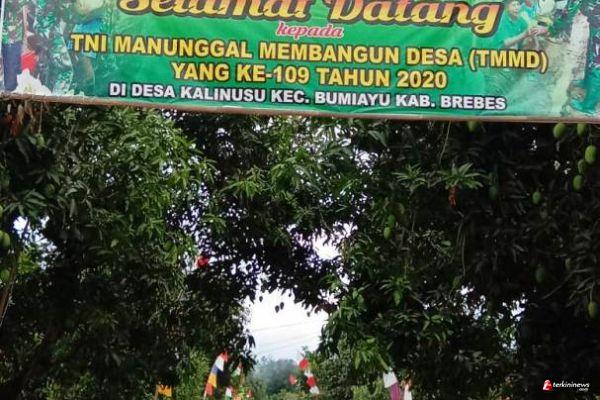 Selamat Datang
kepada
TNI MANUNGGAL MEMBANGUN DESA (TMMD)
YANG KE-109 TAHUN 2020
DI DESA KALINUSU KEC. BUMIAYU KAB. BREBES
terkininews
.com